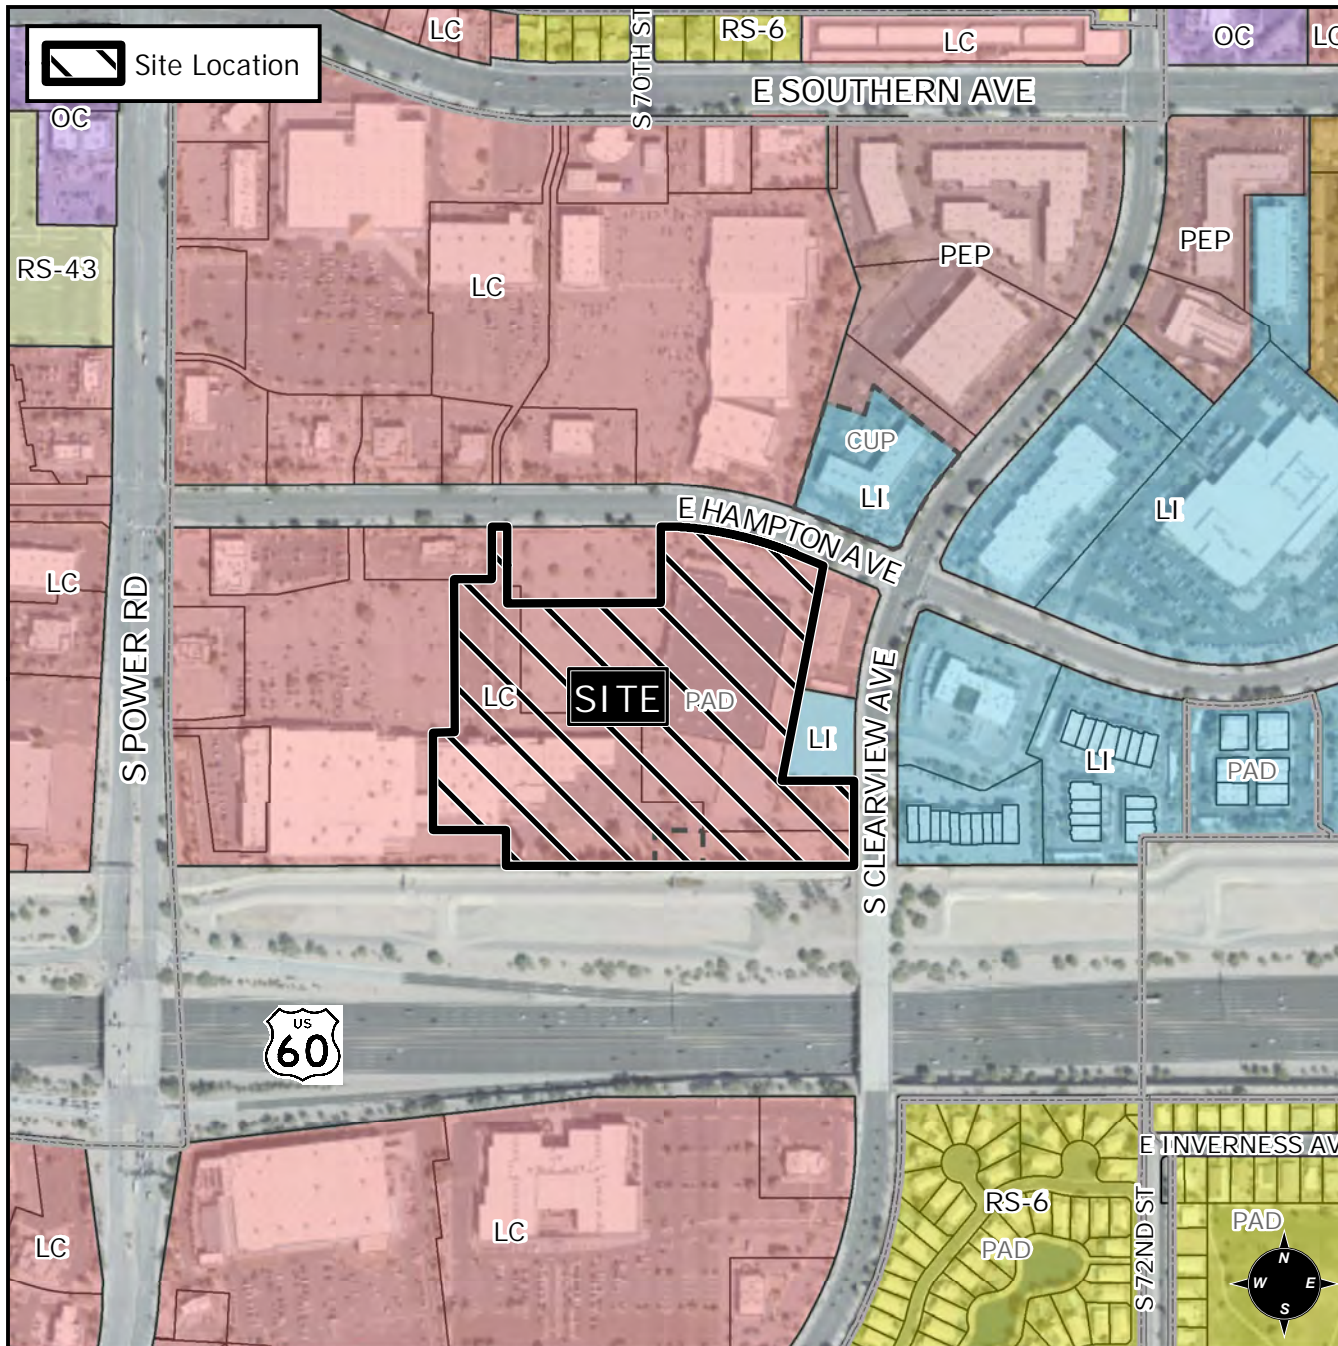 LC
S 70TH ST
RS-6
LC
OC
LC
Site Location
E SOUTHERN AVE
OC
RS-43
LC
PEP
PEP
CUP
LI
LI
E HAMPTON AVE
LC
S POWER RD
LC
SITE
PAD
LI
S CLEARVIEW AVE
LI
PAD
US
60
E INVERNESS AV
RS-6
PAD
S 72ND ST
PAD
LC
LC
N
W E
S